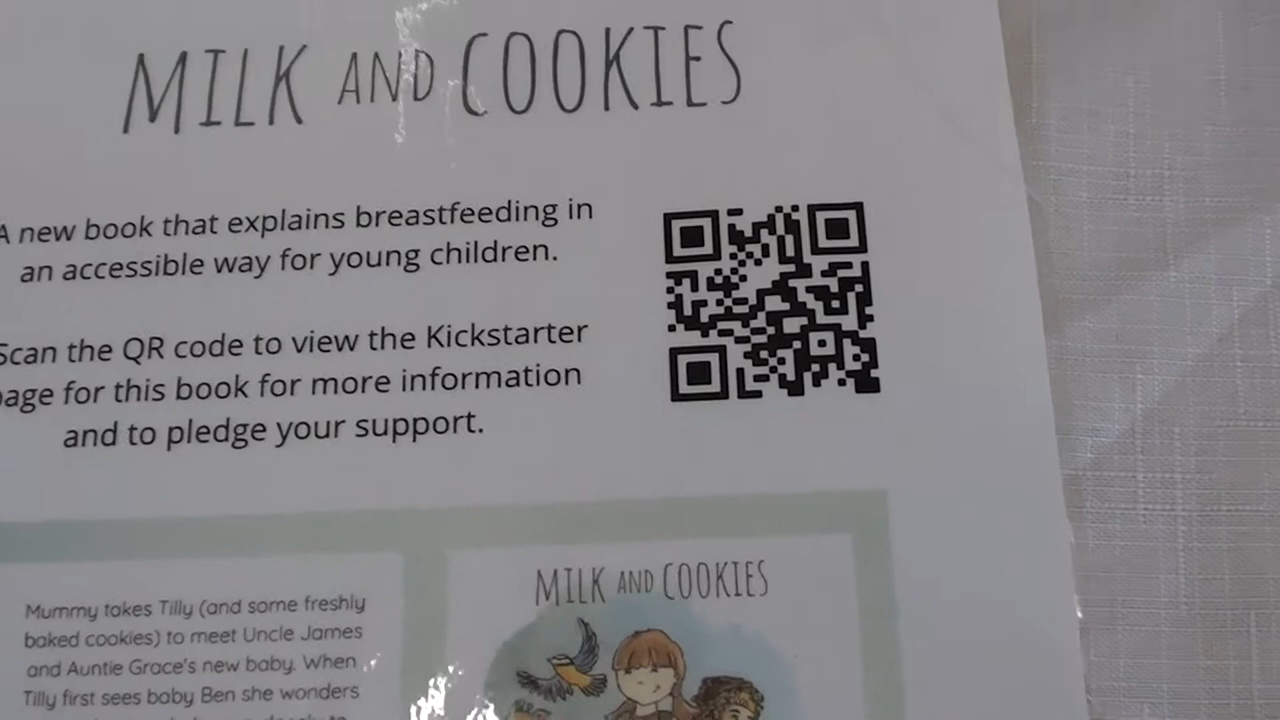 MILK AND COOKIES
A new book that explains breastfeeding in
an accessible way for young children.
Scan the QR code to view the Kickstarter
page for this book for more information
and to pledge your support.
Mummy takes Tilly (and some freshly
baked cookies) to meet Uncle James
and Auntie Grace's new baby. When
Tilly first sees baby Ben she wonders
MILK AND COOKIES